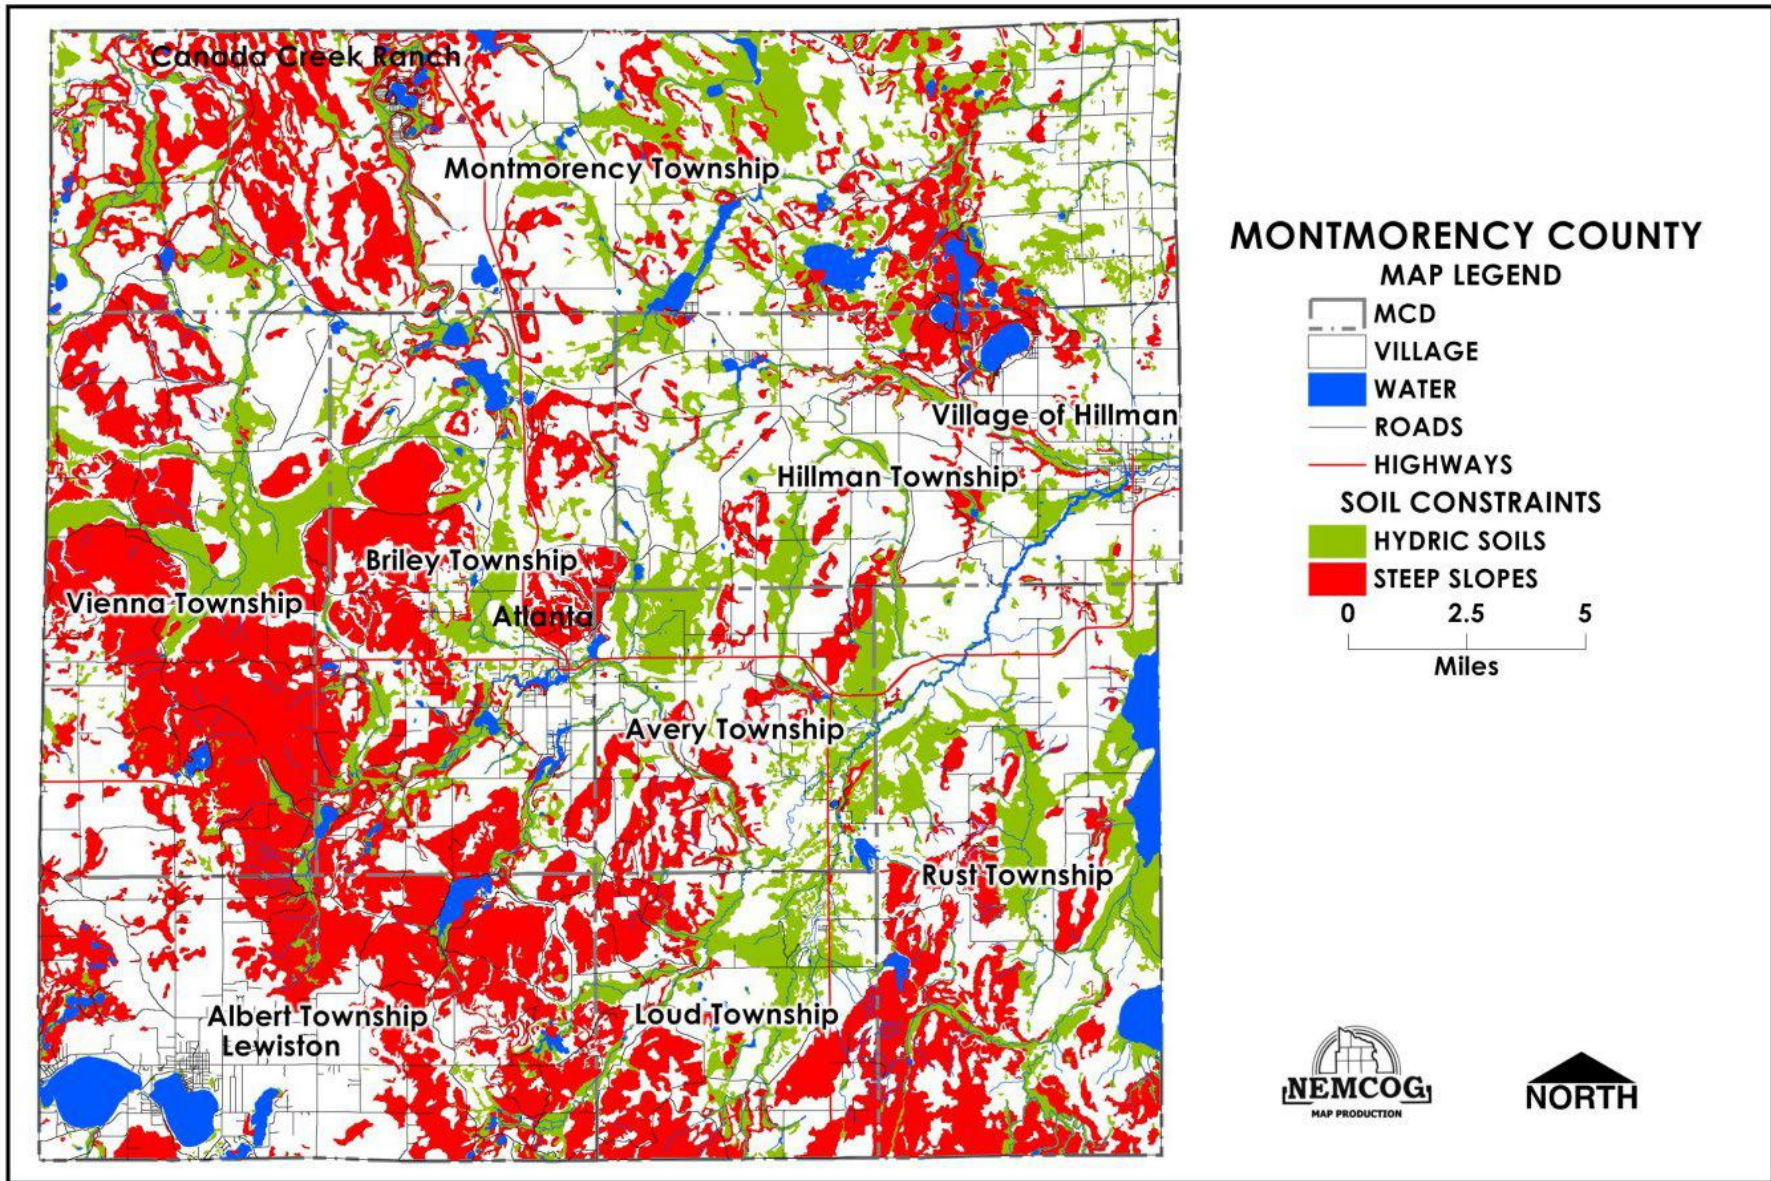 Canada Creek Ranch
Montmorency Township
Village of Hillman
Hillman Township
Briley Township
Vienna Township
Atlanta
Avery Township
Rust Township
Albert Township
Lewiston
Loud Township
MONTMORENCY COUNTY
MAP LEGEND
MCD
VILLAGE
WATER
ROADS
HIGHWAYS
SOIL CONSTRAINTS
HYDRIC SOILS
STEEP SLOPES
0 2.5 5
Miles
NEMCOG
MAP PRODUCTION
NORTH